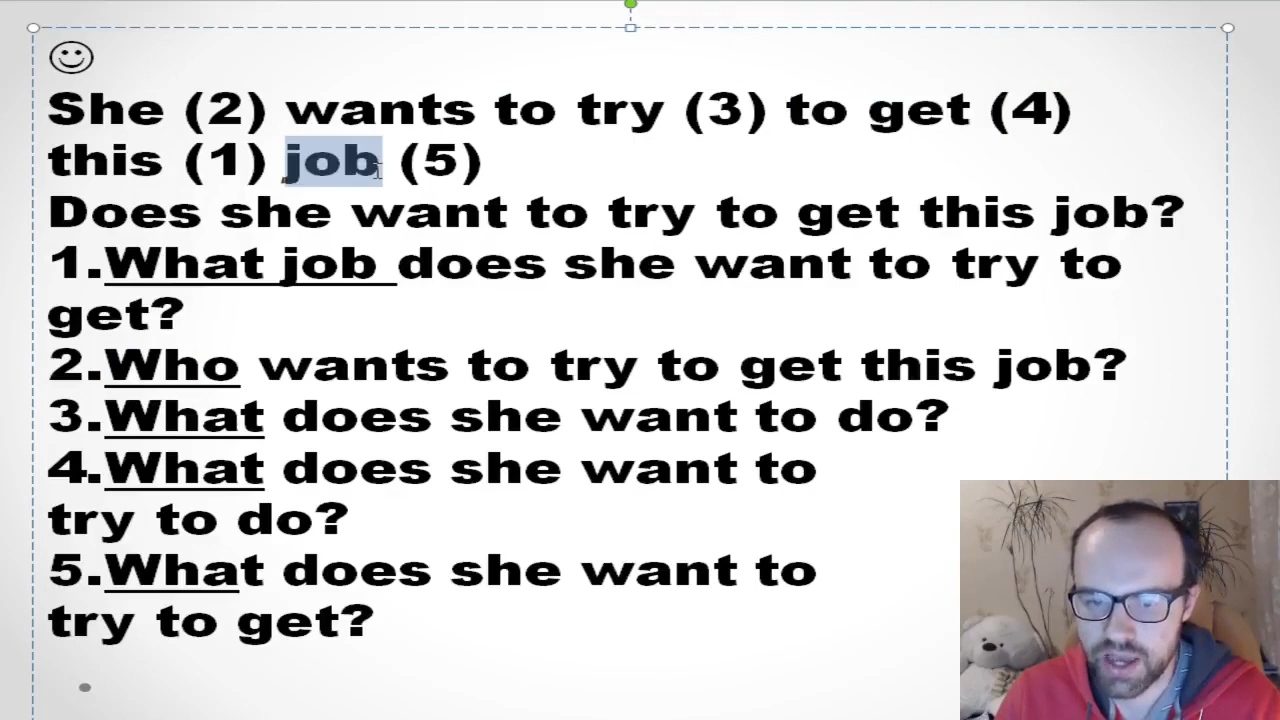 She (2) wants to try (3) to get (4)
this (1) job (5)
Does she want to try to get this job?
1.What job does she want to try to
get?
2.Who wants to try to get this job?
3.What does she want to do?
4.What does she want to
try to do?
5.What does she want to
try to get?